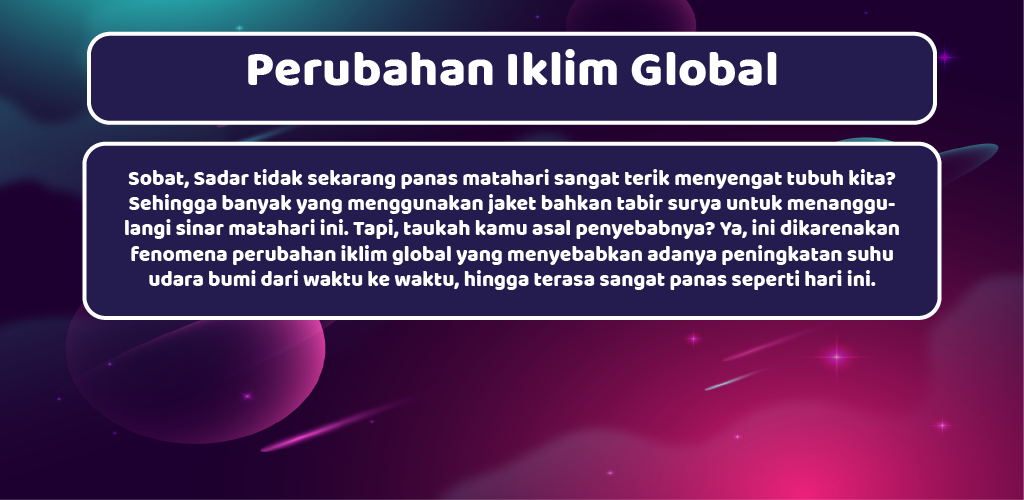 Perubahan Iklim Global
Sobat, Sadar tidak sekarang panas matahari sangat terik menyengat tubuh kita?
Sehingga banyak yang menggunakan jaket bahkan tabir surya untuk menanggu-
langi sinar matahari ini. Tapi, taukah kamu asal penyebabnya? Ya, ini dikarenakan
fenomena perubahan iklim global yang menyebabkan adanya peningkatan suhu
udara bumi dari waktu ke waktu, hingga terasa sangat panas seperti hari ini.